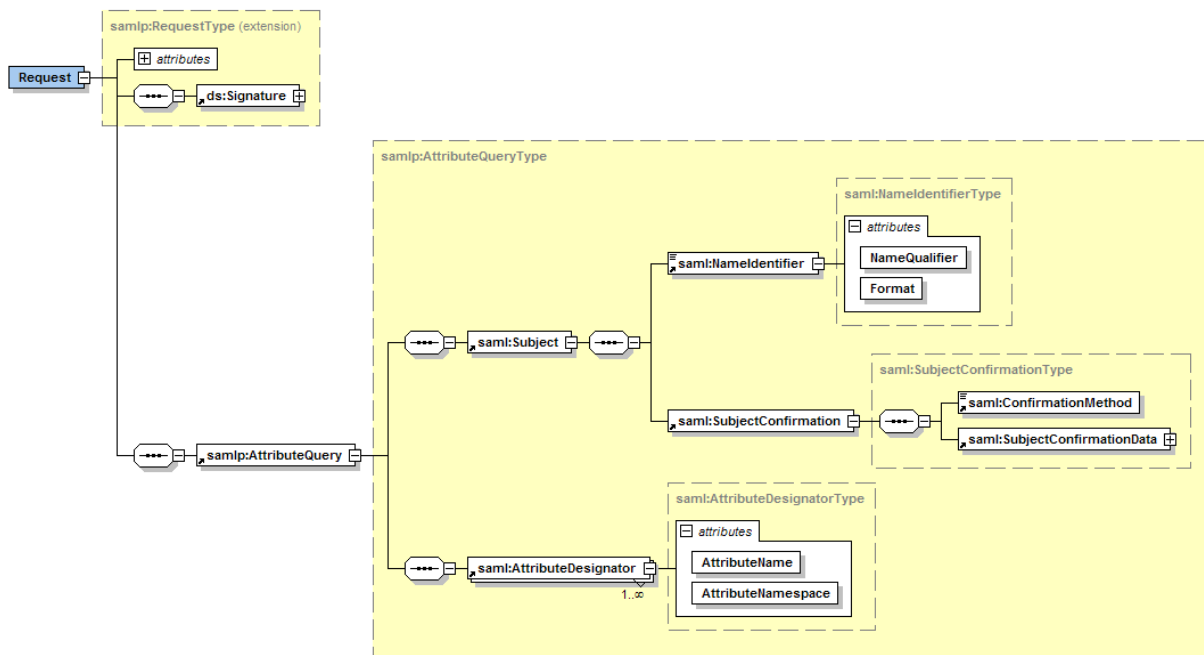 samlp:RequestType (extension)
attributes
Request
ds:Signature
samlp:AttributeQueryType
saml:NameIdentifierType
attributes
saml:NameIdentifier
NameQualifier
Format
saml:Subject
saml:SubjectConfirmationType
saml:ConfirmationMethod
saml:SubjectConfirmation
saml:SubjectConfirmationData
samlp:AttributeQuery
saml:AttributeDesignatorType
attributes
AttributeName
saml:AttributeDesignator
AttributeNamespace
1..∞